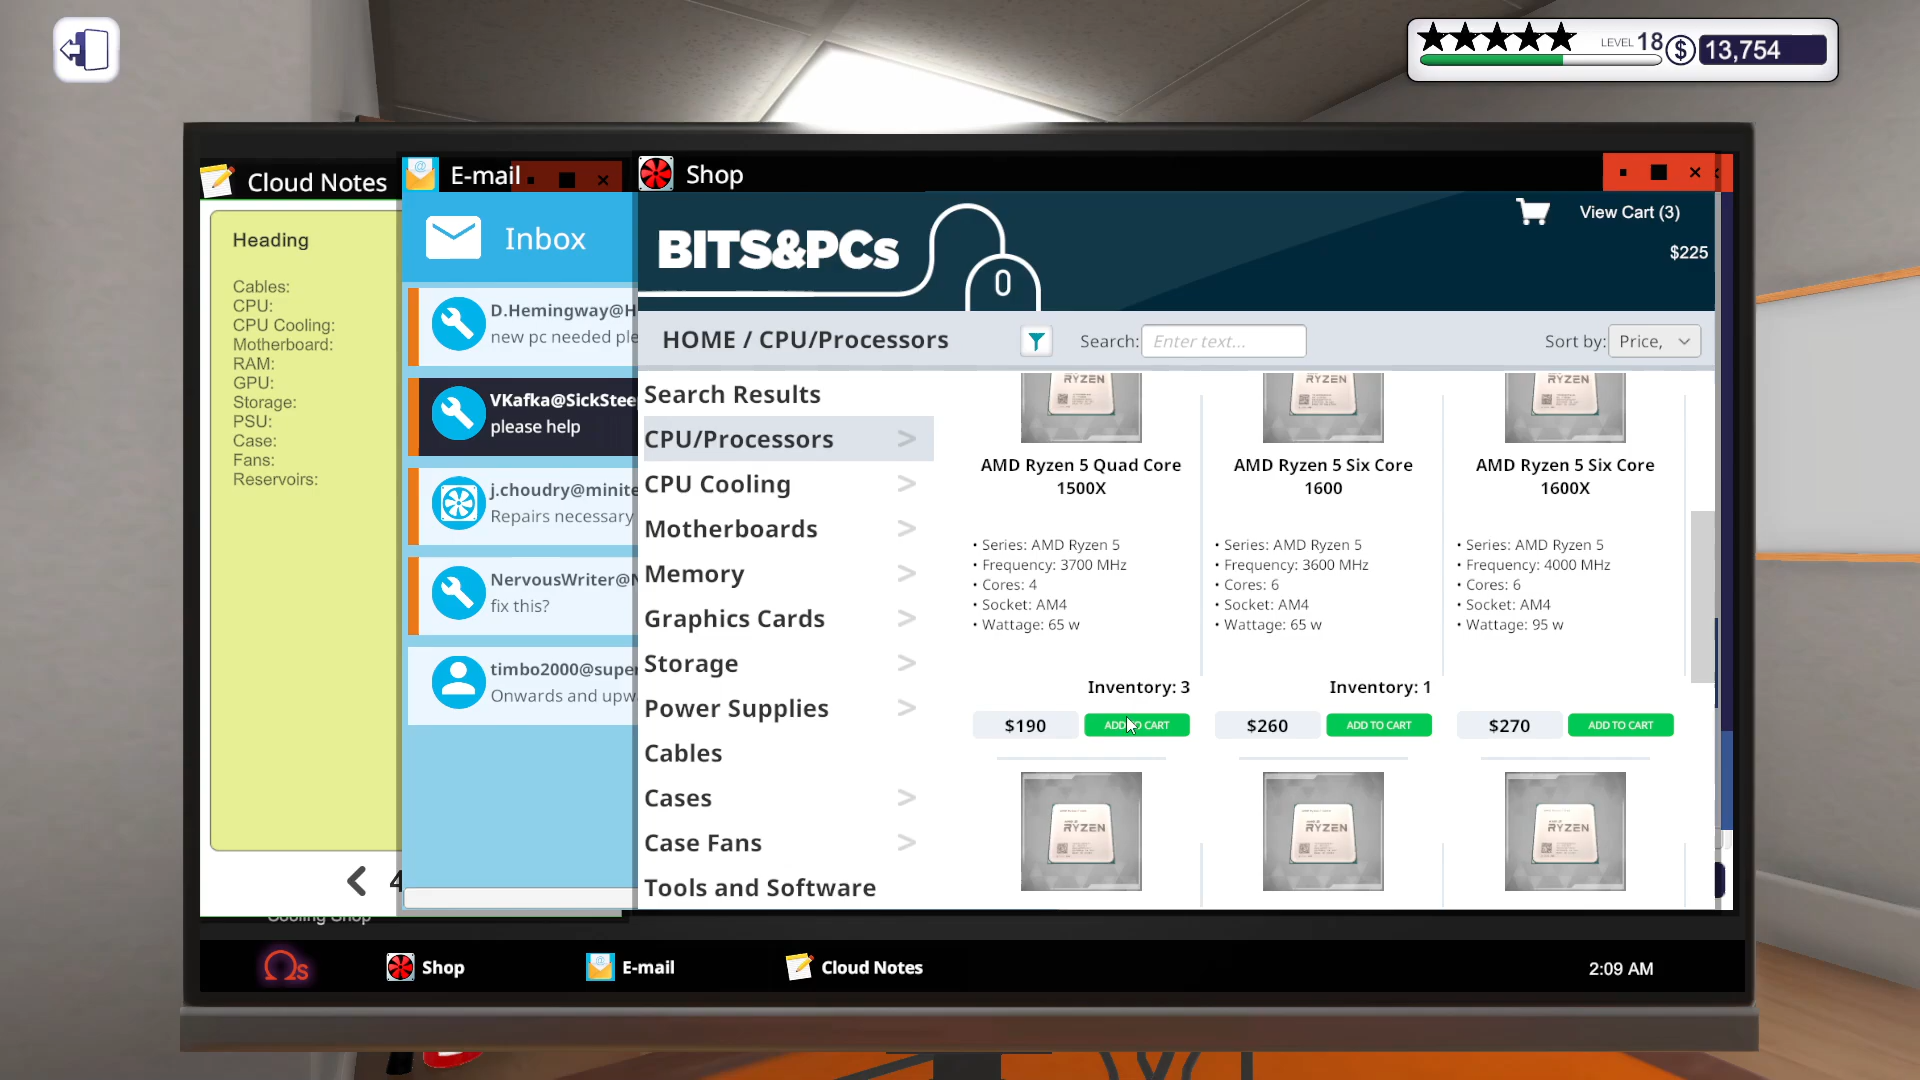 LEVEL 18
$ 13,754
Cloud Notes
E-mail
Shop
Heading
Cables:
CPU:
CPU Cooling:
Motherboard:
RAM:
GPU:
Storage:
PSU:
Case:
Fans:
Reservoirs:
4
Inbox
D.Hemingway@H
new pc needed ple
VKafka@SickStee
please help
j.choudry@minite
Repairs necessary
NervousWriter@N
fix this?
timbo2000@super
Onwards and upw
BITS&PCs
View Cart (3)
$225
HOME / CPU/Processors
Search: Enter text...
Sort by: Price,
Search Results
CPU/Processors >
CPU Cooling >
Motherboards >
Memory >
Graphics Cards >
Storage >
Power Supplies >
Cables
Cases >
Case Fans >
Tools and Software
RYZEN
AMD Ryzen 5 Quad Core
1500X
• Series: AMD Ryzen 5
• Frequency: 3700 MHz
• Cores: 4
• Socket: AM4
• Wattage: 65 w
Inventory: 3
$190 ADD TO CART
RYZEN
AMD Ryzen 5 Six Core
1600
• Series: AMD Ryzen 5
• Frequency: 3600 MHz
• Cores: 6
• Socket: AM4
• Wattage: 65 w
Inventory: 1
$260 ADD TO CART
RYZEN
AMD Ryzen 5 Six Core
1600X
• Series: AMD Ryzen 5
• Frequency: 4000 MHz
• Cores: 6
• Socket: AM4
• Wattage: 95 w
$270 ADD TO CART
RYZEN
RYZEN
RYZEN
Cooling Shop
Ωs
Shop
E-mail
Cloud Notes
2:09 AM